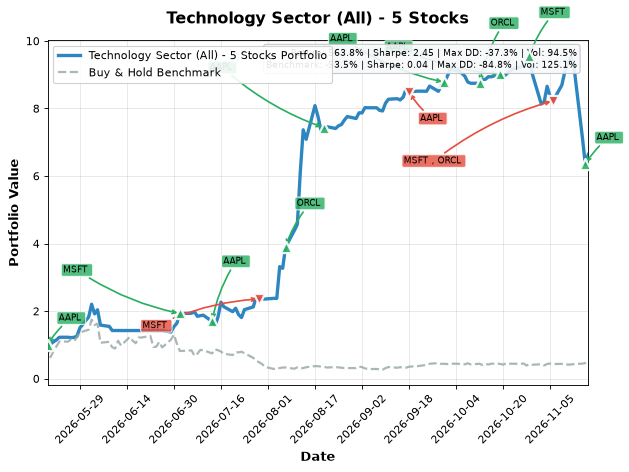 Technology Sector (All) - 5 Stocks
MSFT
ORCL
AAPL
Technology Sector (All) - 5 Stocks Portfolio
Buy & Hold Benchmark
63.8% | Sharpe: 2.45 | Max DD: -37.3% | Vol: 94.5%
3.5% | Sharpe: 0.04 | Max DD: -84.8% | Vol: 125.1%
AAPL
AAPL
MSFT , ORCL
ORCL
AAPL
MSFT
AAPL
MSFT
Portfolio Value
10
8
6
4
2
0
2026-05-29
2026-06-14
2026-06-30
2026-07-16
2026-08-01
2026-08-17
2026-09-02
2026-09-18
2026-10-04
2026-10-20
2026-11-05
Date